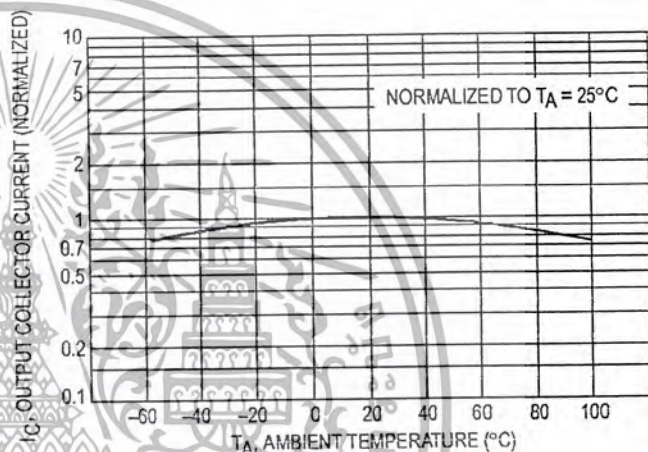 IC, OUTPUT COLLECTOR CURRENT (NORMALIZED)
10
7
5
2
1
0.7
0.5
0.2
0.1
NORMALIZED TO TA = 25°C
–60 –40 –20 0 20 40 60 80 100
TA, AMBIENT TEMPERATURE (°C)